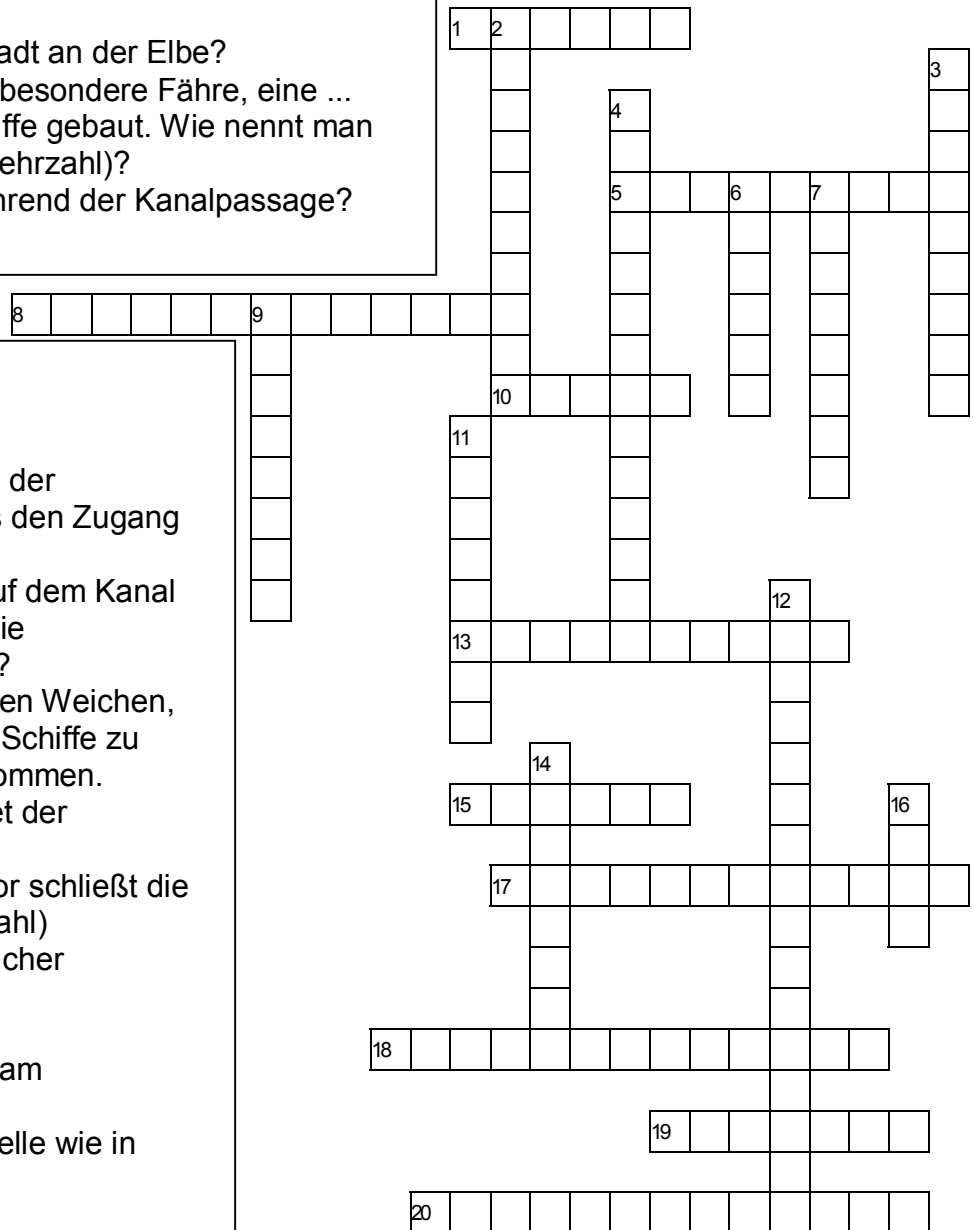 adt an der Elbe?
besondere Fähre, eine ...
iffe gebaut. Wie nennt man
ehrzahl)?
hrend der Kanalpassage?
der
s den Zugang
uf dem Kanal
ie
?
en Weichen,
Schiffe zu
ommen.
et der
or schließt die
ahl)
cher
am
elle wie in
1 2
3
4
5 6 7
8 9
10
11
12
13
14
15 16
17
18
19
20